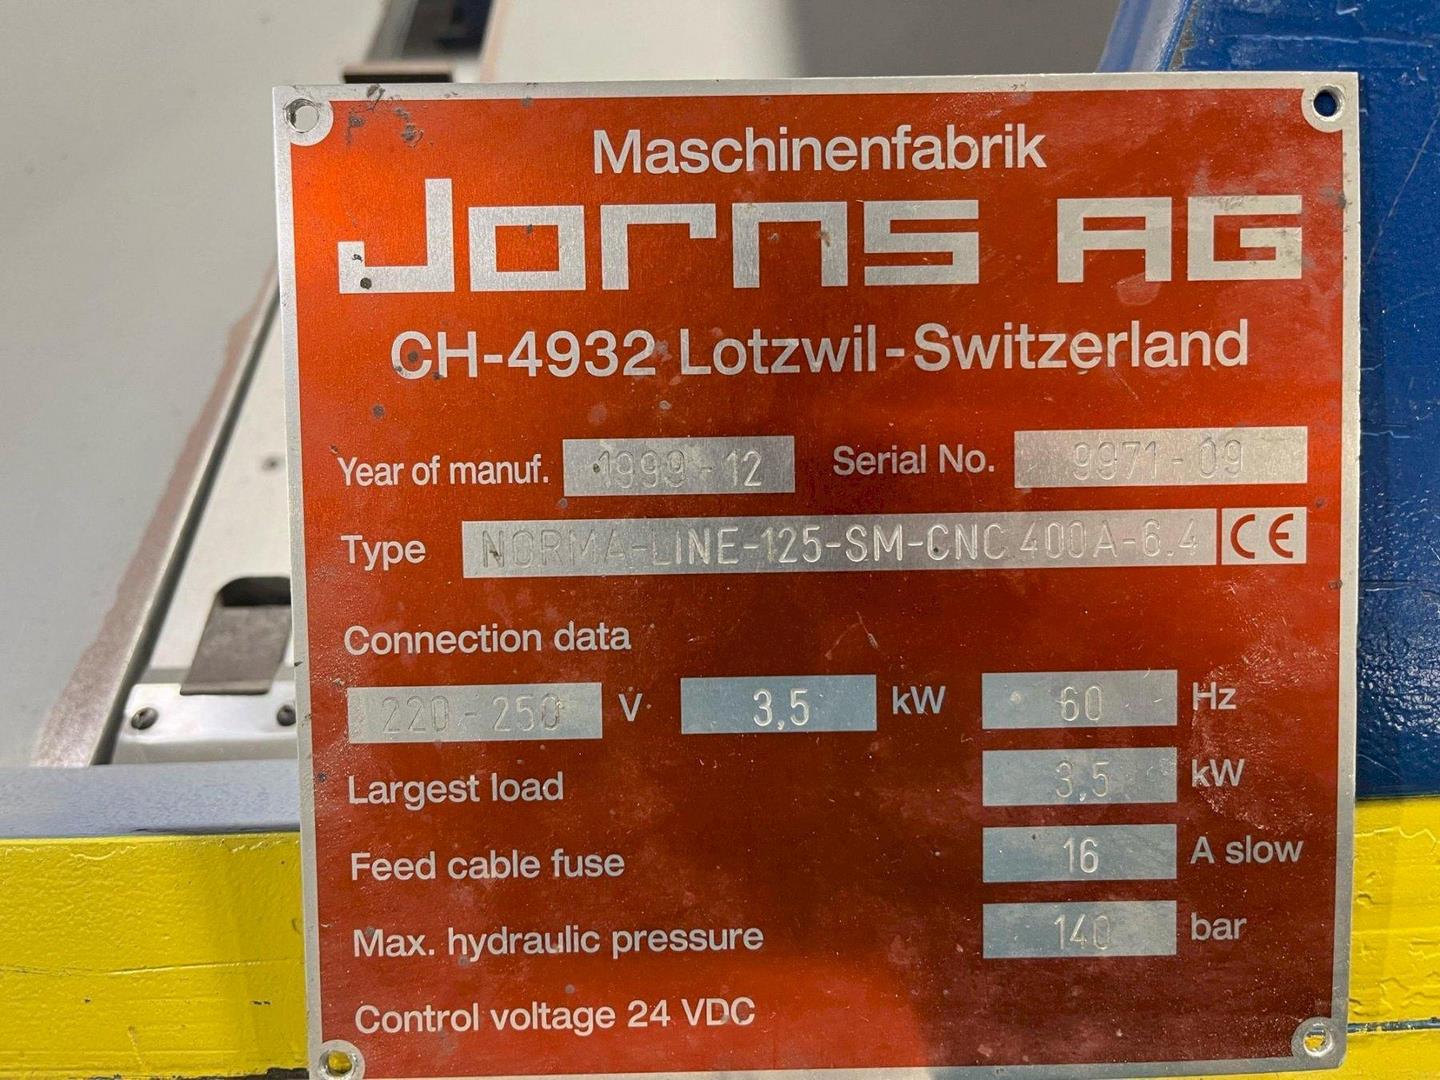 Maschinenfabrik
Jorns AG
CH-4932 Lotzwil-Switzerland
Year of manuf. 1999-12 Serial No. 9971-09
Type NORMA-LINE-125-SM-CNC 400A-6.4 CE
Connection data
220-250 V 3,5 kW 60 Hz
Largest load 3,5 kW
Feed cable fuse 16 A slow
Max. hydraulic pressure 140 bar
Control voltage 24 VDC